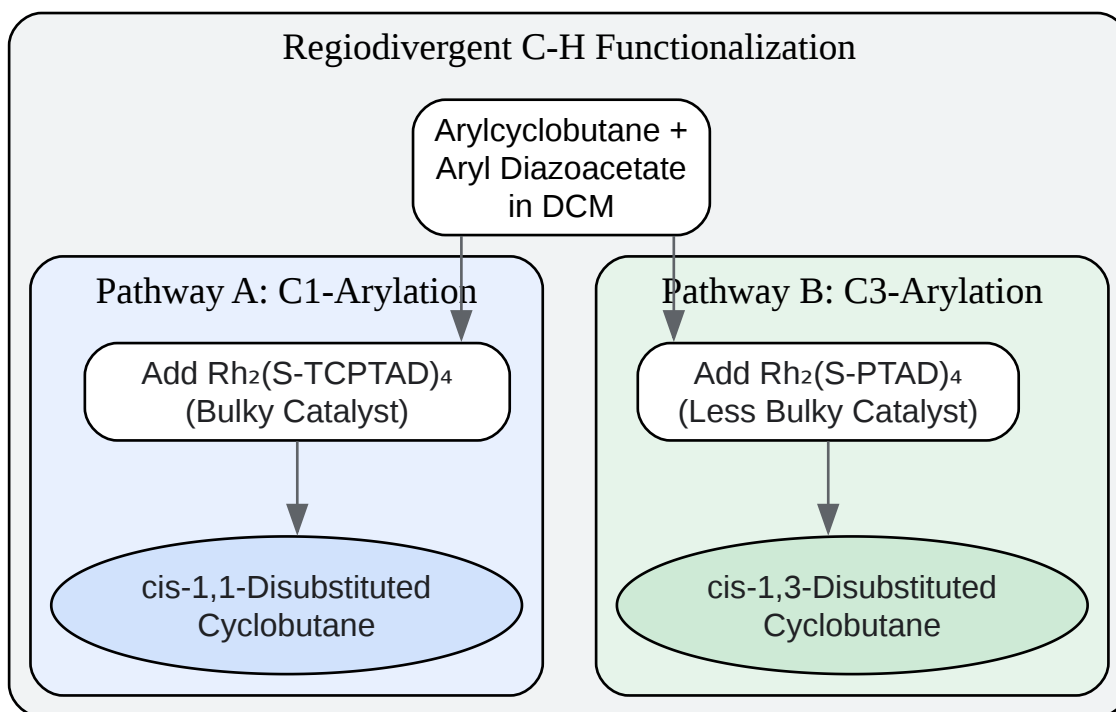 Regiodivergent C-H Functionalization
Arylcyclobutane +
Aryl Diazoacetate
in DCM
Pathway A: C1-Arylation
Add Rh₂(S-TCPTAD)₄
(Bulky Catalyst)
cis-1,1-Disubstituted
Cyclobutane
Pathway B: C3-Arylation
Add Rh₂(S-PTAD)₄
(Less Bulky Catalyst)
cis-1,3-Disubstituted
Cyclobutane